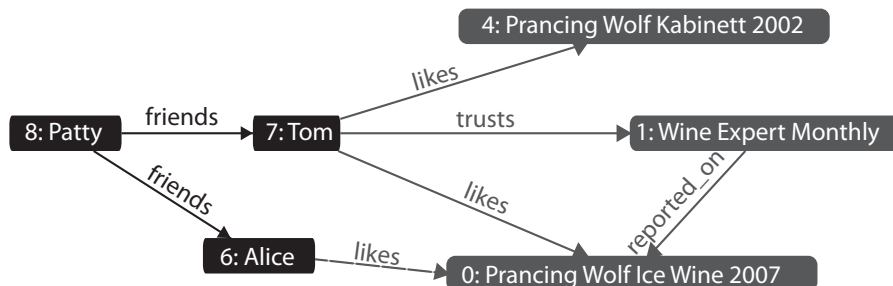 4: Prancing Wolf Kabinett 2002
likes
8: Patty
friends
7: Tom
trusts
1: Wine Expert Monthly
friends
likes
reported_on
6: Alice
likes
0: Prancing Wolf Ice Wine 2007